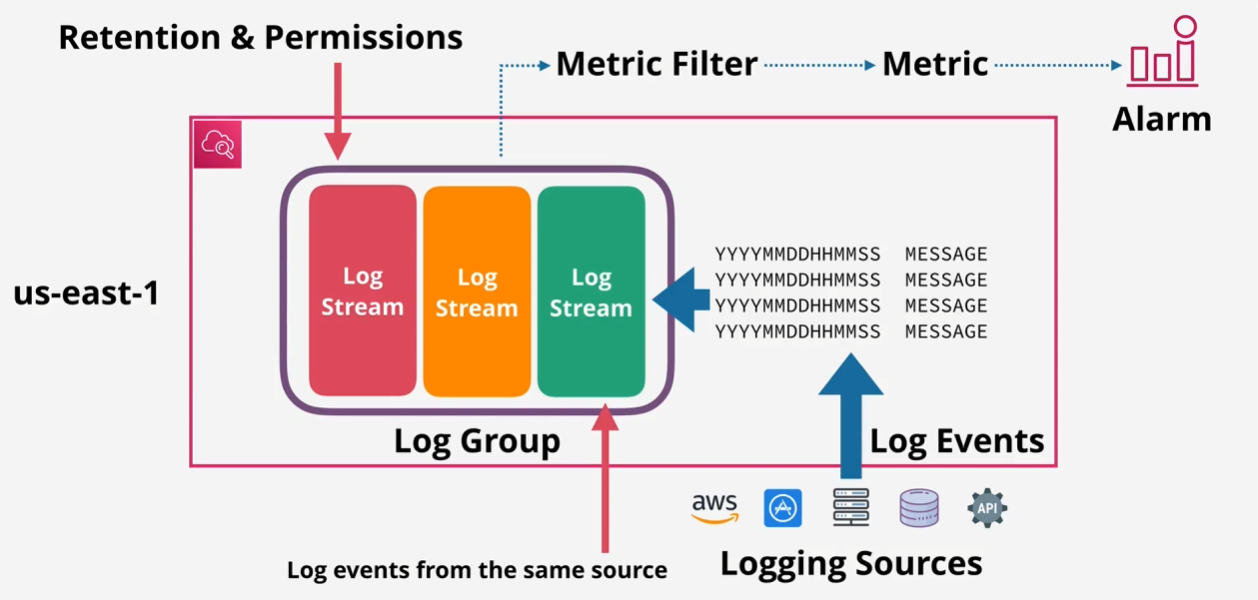 Retention & Permissions
Metric Filter
Metric
Alarm
us-east-1
Log
Stream
Log
Stream
Log
Stream
YYYYMMDDHHMMSS MESSAGE
YYYYMMDDHHMMSS MESSAGE
YYYYMMDDHHMMSS MESSAGE
YYYYMMDDHHMMSS MESSAGE
Log Group
Log Events
aws
API
Log events from the same source
Logging Sources